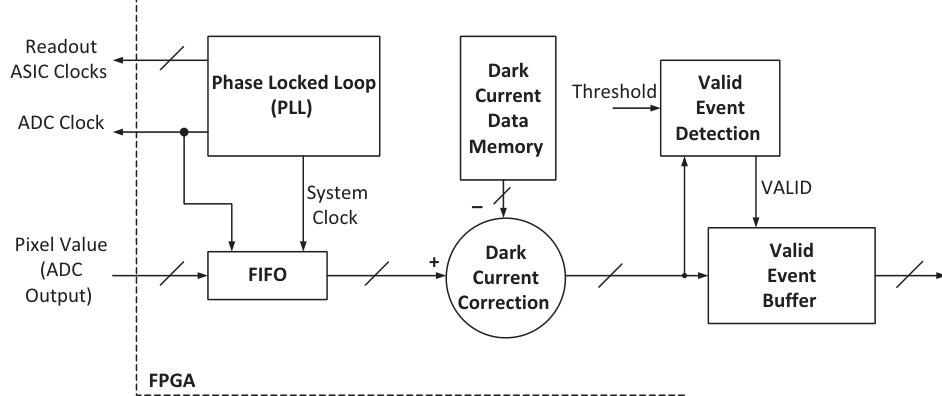 Readout
ASIC Clocks
ADC Clock
Phase Locked Loop
(PLL)
Dark
Current
Data
Memory
Threshold
Valid
Event
Detection
System
Clock
VALID
Pixel Value
(ADC
Output)
FIFO
–
+
Dark
Current
Correction
Valid
Event
Buffer
FPGA